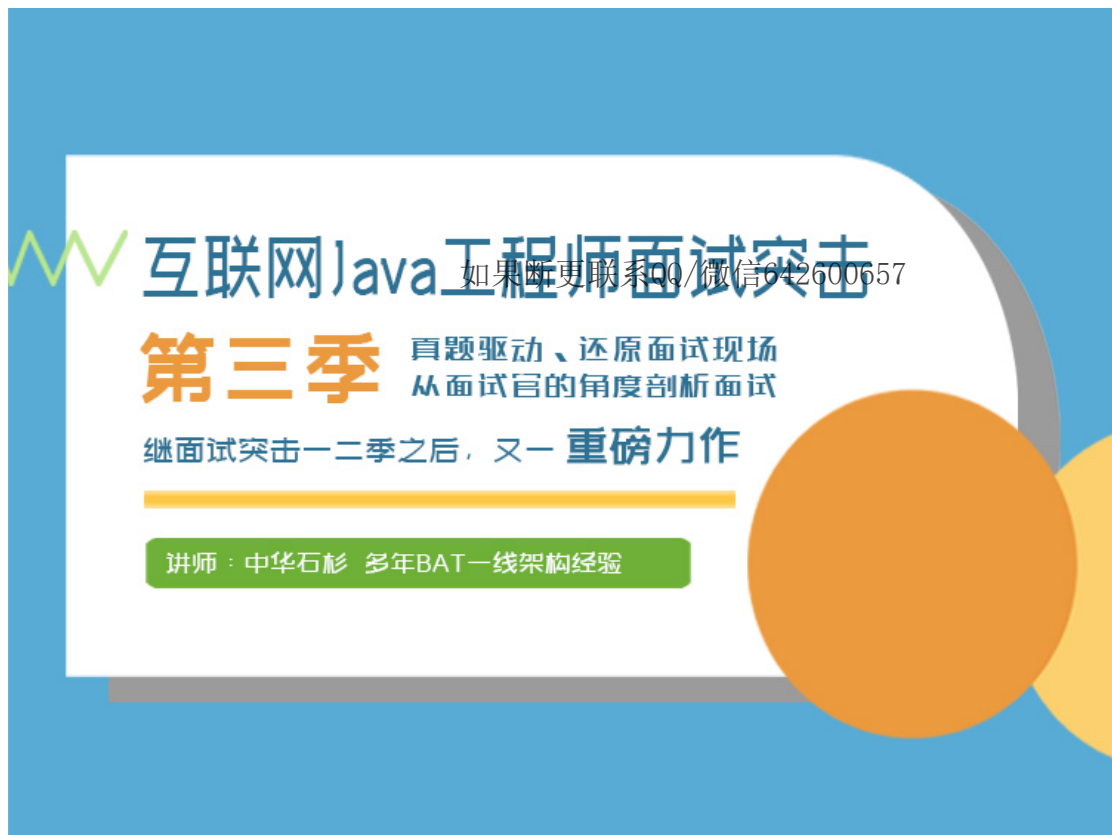 互联网Java工程师面试突击
如果断更联系QQ/微信642600657
第三季
真题驱动、还原面试现场
从面试官的角度剖析面试
继面试突击一二季之后，又一 重磅力作
讲师：中华石杉 多年BAT一线架构经验